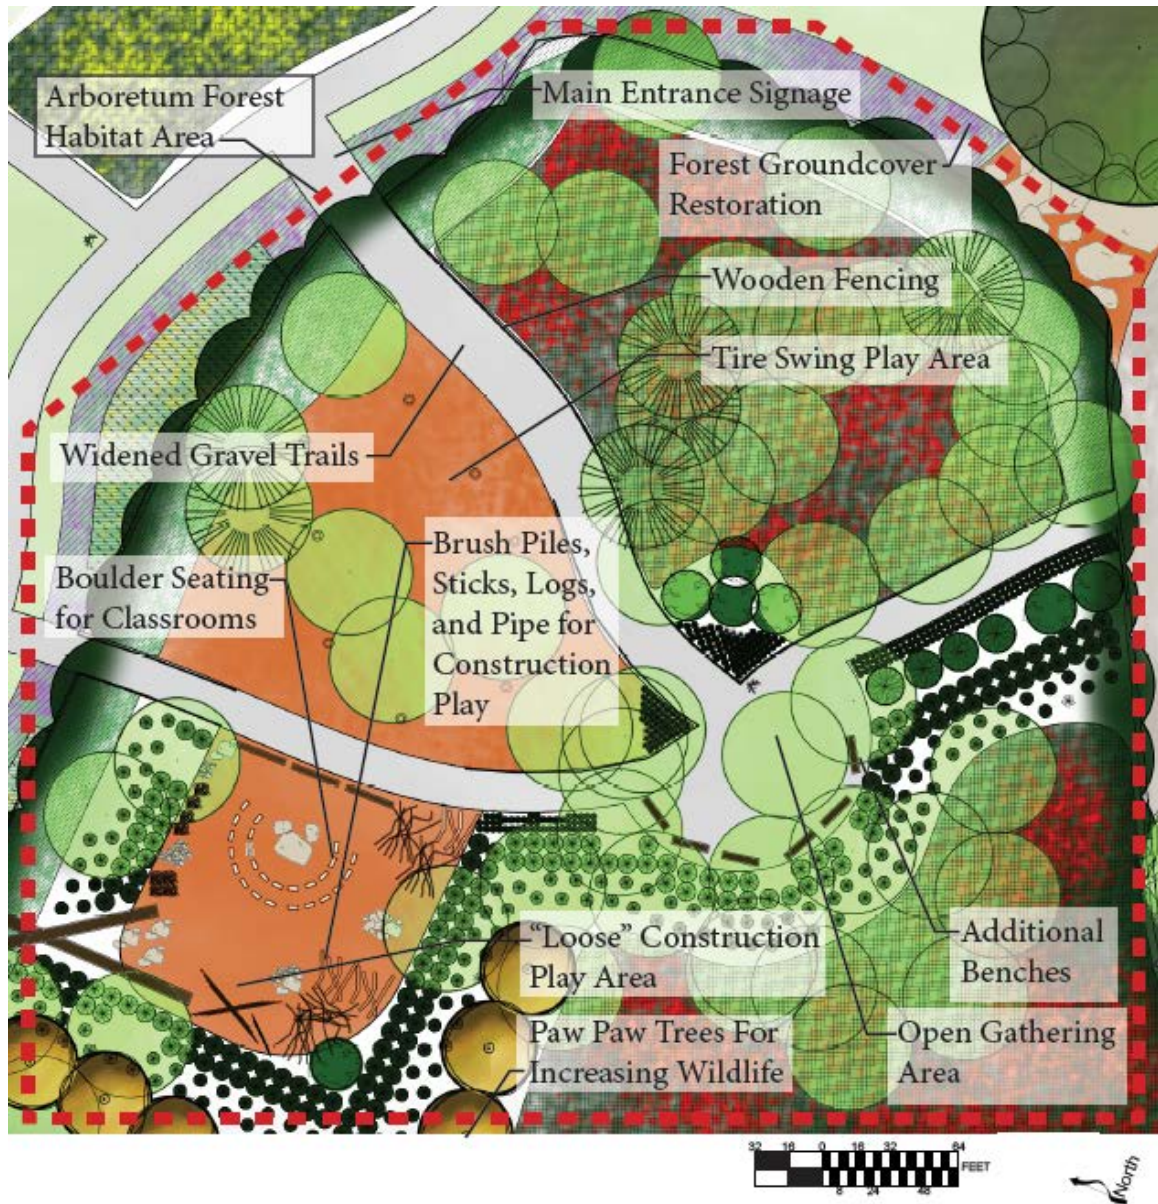 Arboretum Forest
Habitat Area
Main Entrance Signage
Forest Groundcover
Restoration
Wooden Fencing
Tire Swing Play Area
Widened Gravel Trails
Brush Piles,
Sticks, Logs,
and Pipe for
Construction
Play
Boulder Seating
for Classrooms
“Loose” Construction
Play Area
Additional
Benches
Paw Paw Trees For
Increasing Wildlife
Open Gathering
Area
32 16 0 16 32 64
FEET
8 24 48
North